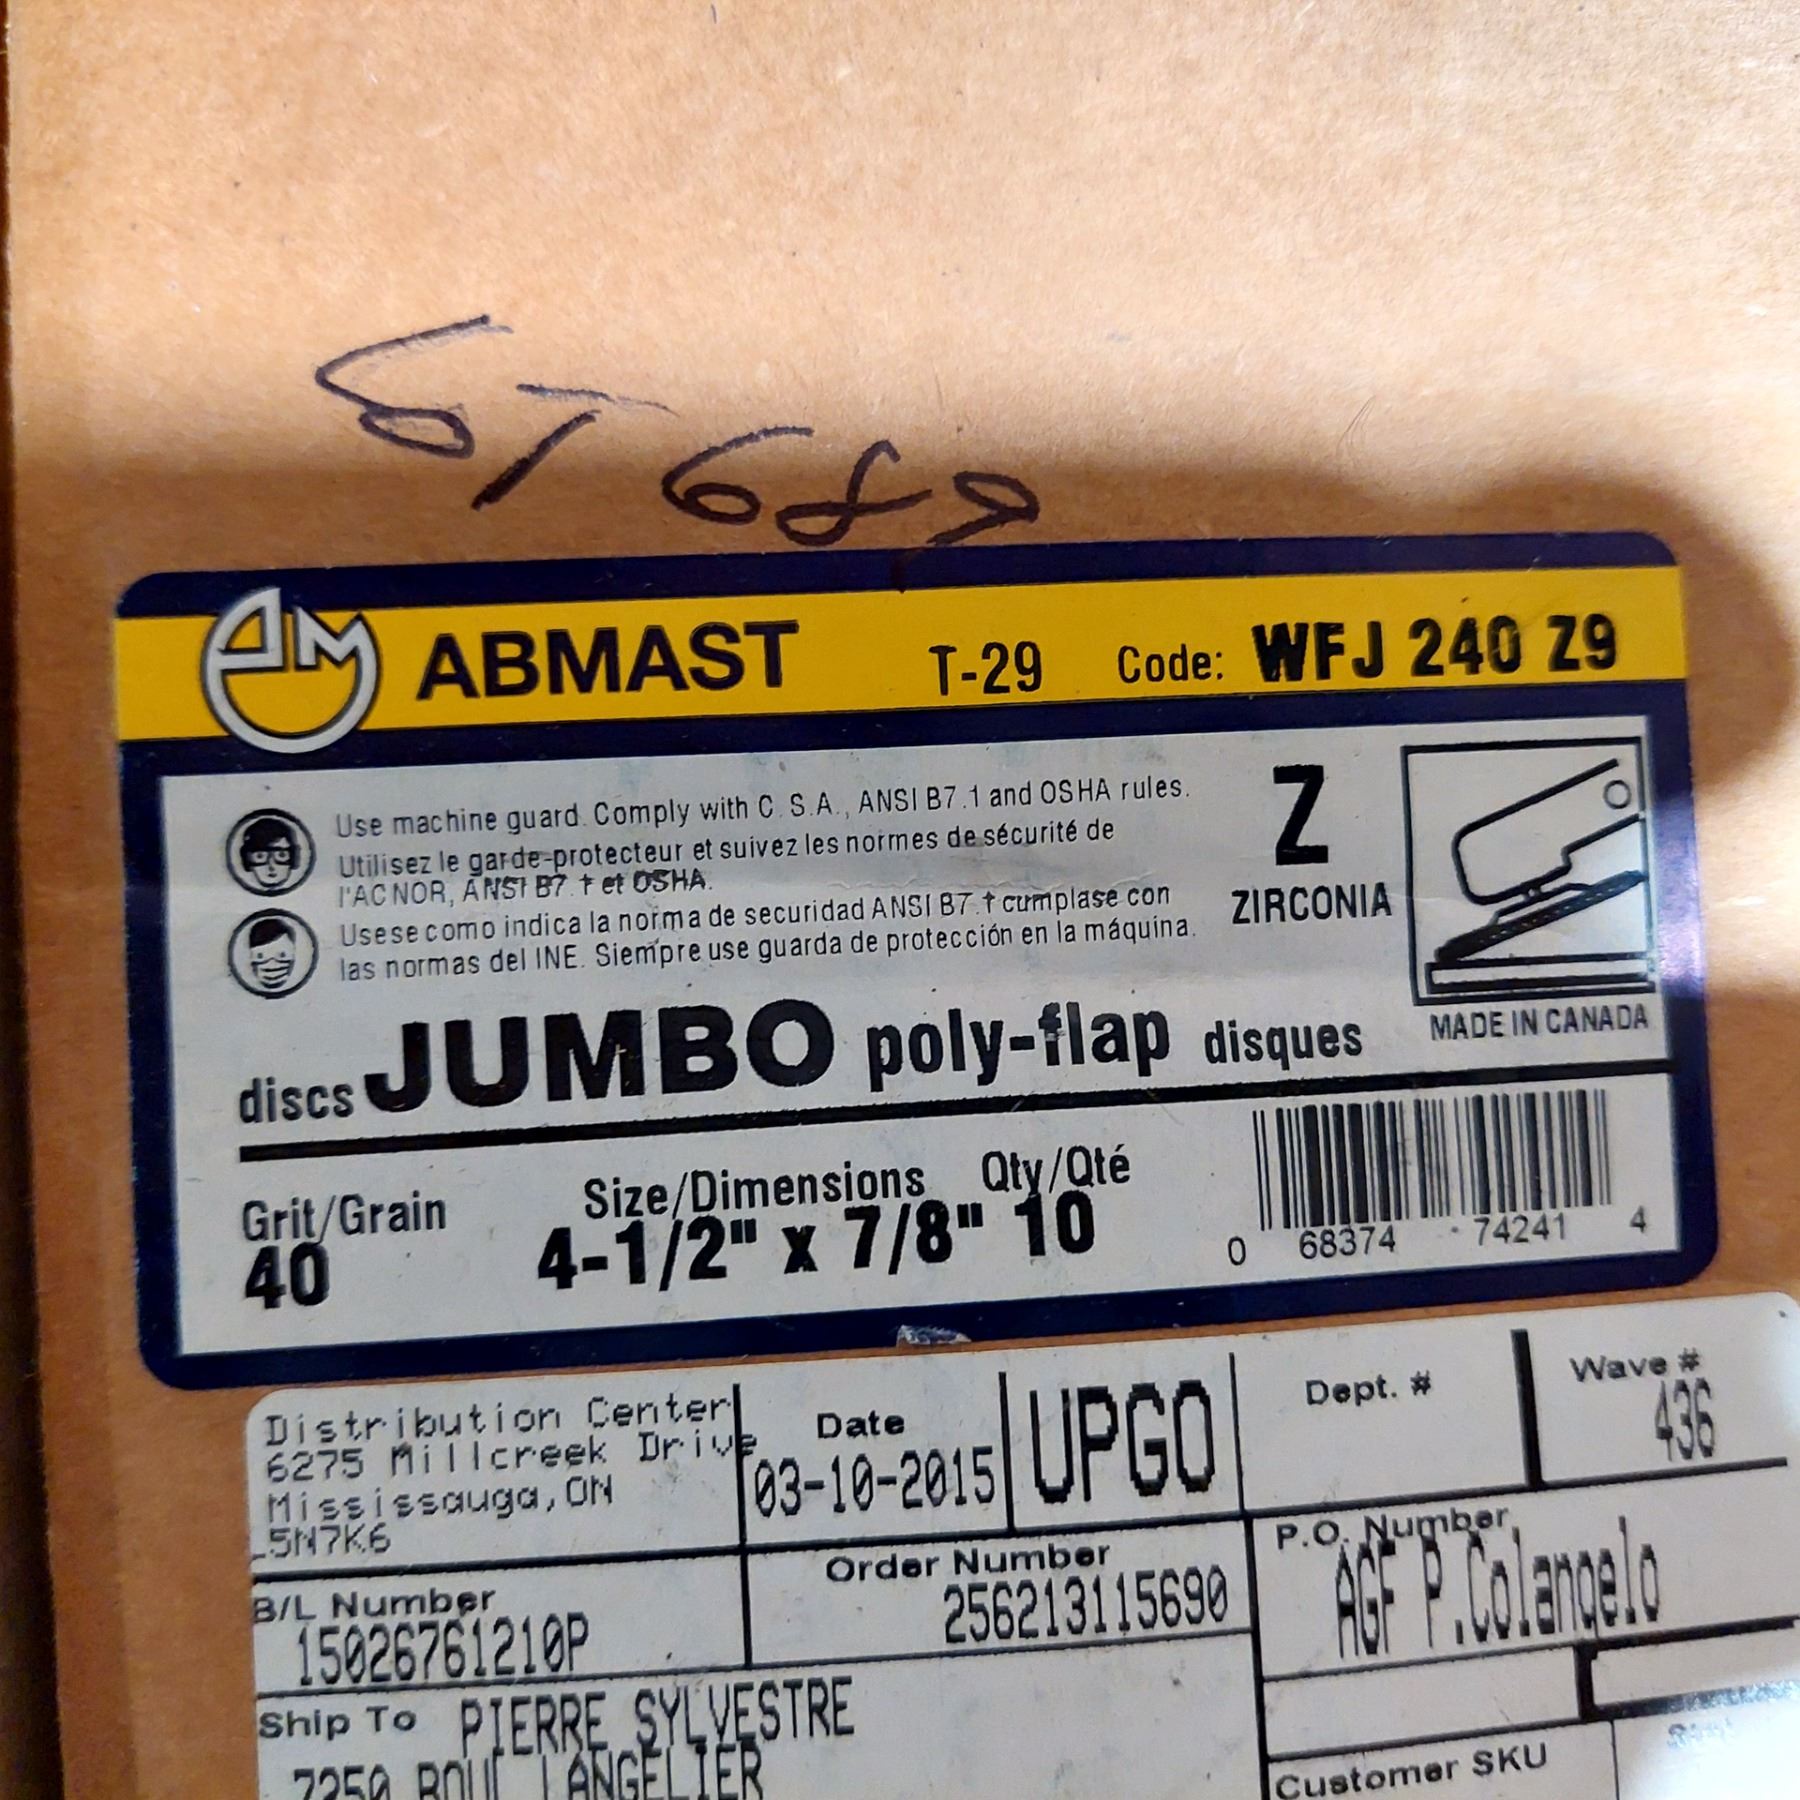 ST 689
ABMAST T-29 Code: WFJ 240 Z9
Use machine guard. Comply with C.S.A., ANSI B7.1 and OSHA rules.
Utilisez le garde-protecteur et suivez les normes de sécurité de
l'ACNOR, ANSI B7.1 et OSHA.
Usese como indica la norma de securidad ANSI B7.1 cumplase con
las normas del INE. Siempre use guarda de protección en la máquina.
Z
ZIRCONIA
MADE IN CANADA
discs JUMBO poly-flap disques
Grit/Grain
40
Size/Dimensions
4-1/2" x 7/8"
Qty/Qté
10
0 68374 74241 4
Distribution Center
6275 Millcreek Drive
Mississauga, ON
L5N7K6
Date
03-10-2015
UPGO
Dept. #
Wave #
436
B/L Number
15026761210P
Order Number
256213115690
P.O. Number
AGF P.Colangelo
Ship To PIERRE SYLVESTRE
7250 BOUL LANGELIER
Customer SKU